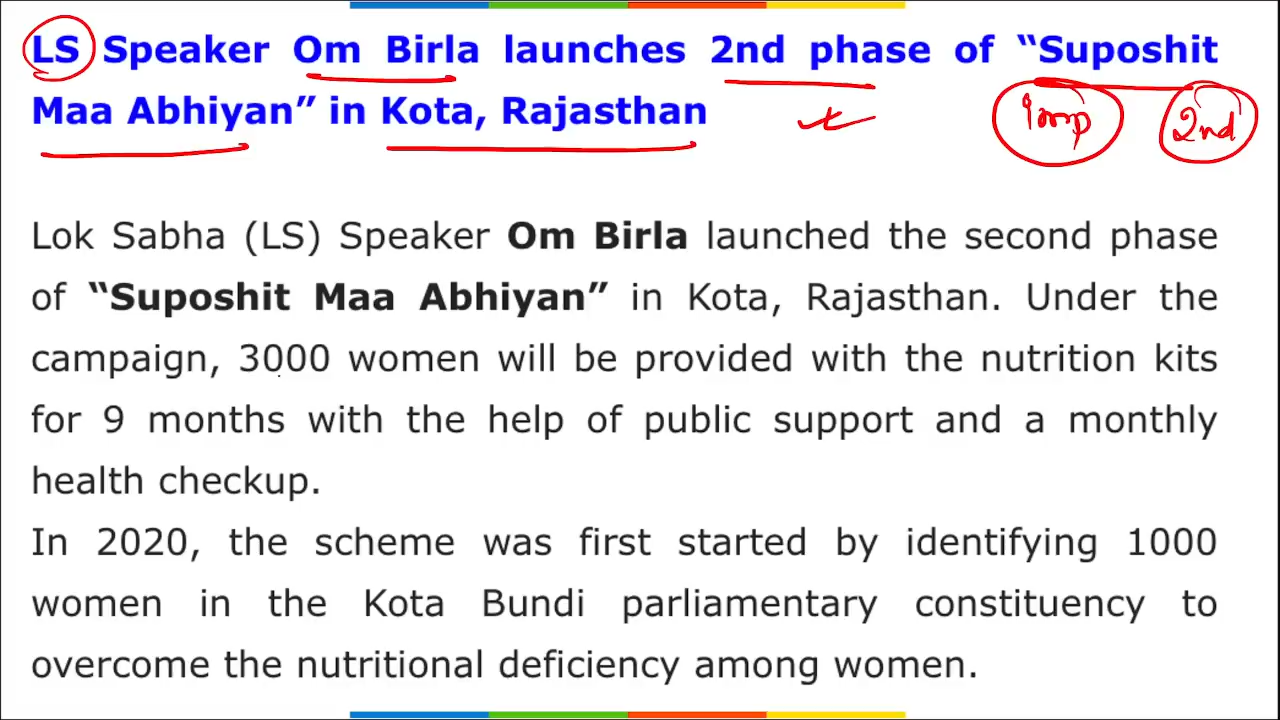 LS Speaker Om Birla launches 2nd phase of “Suposhit
Maa Abhiyan” in Kota, Rajasthan
imp 2nd
Lok Sabha (LS) Speaker Om Birla launched the second phase
of “Suposhit Maa Abhiyan” in Kota, Rajasthan. Under the
campaign, 3000 women will be provided with the nutrition kits
for 9 months with the help of public support and a monthly
health checkup.
In 2020, the scheme was first started by identifying 1000
women in the Kota Bundi parliamentary constituency to
overcome the nutritional deficiency among women.